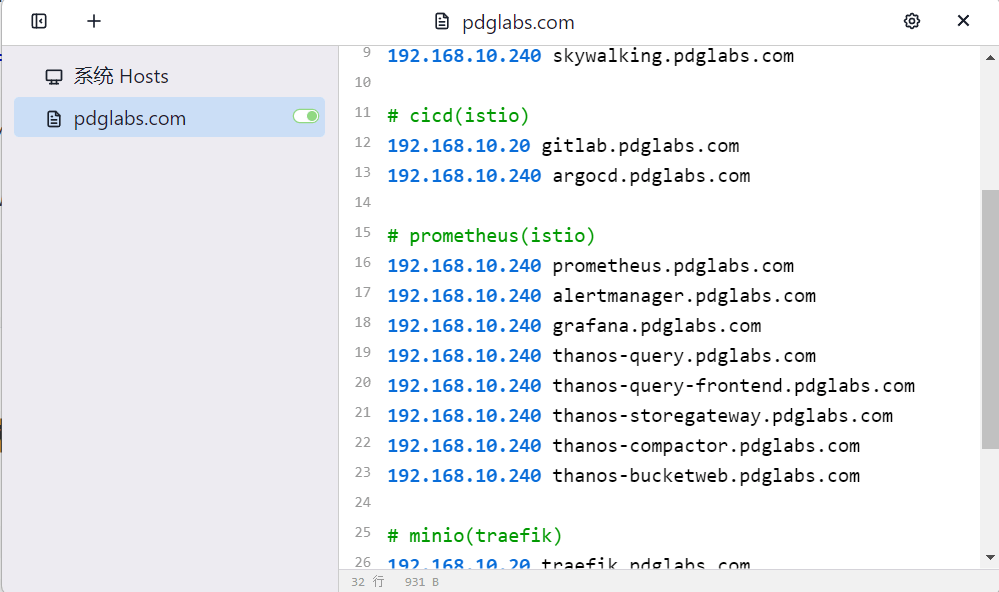 pdglabs.com
系统 Hosts
pdglabs.com
9 192.168.10.240 skywalking.pdglabs.com
10
11 # cicd(istio)
12 192.168.10.20 gitlab.pdglabs.com
13 192.168.10.240 argocd.pdglabs.com
14
15 # prometheus(istio)
16 192.168.10.240 prometheus.pdglabs.com
17 192.168.10.240 alertmanager.pdglabs.com
18 192.168.10.240 grafana.pdglabs.com
19 192.168.10.240 thanos-query.pdglabs.com
20 192.168.10.240 thanos-query-frontend.pdglabs.com
21 192.168.10.240 thanos-storegateway.pdglabs.com
22 192.168.10.240 thanos-compactor.pdglabs.com
23 192.168.10.240 thanos-bucketweb.pdglabs.com
24
25 # minio(traefik)
26 192.168.10.20 traefik.pdglabs.com
32 行 931 B